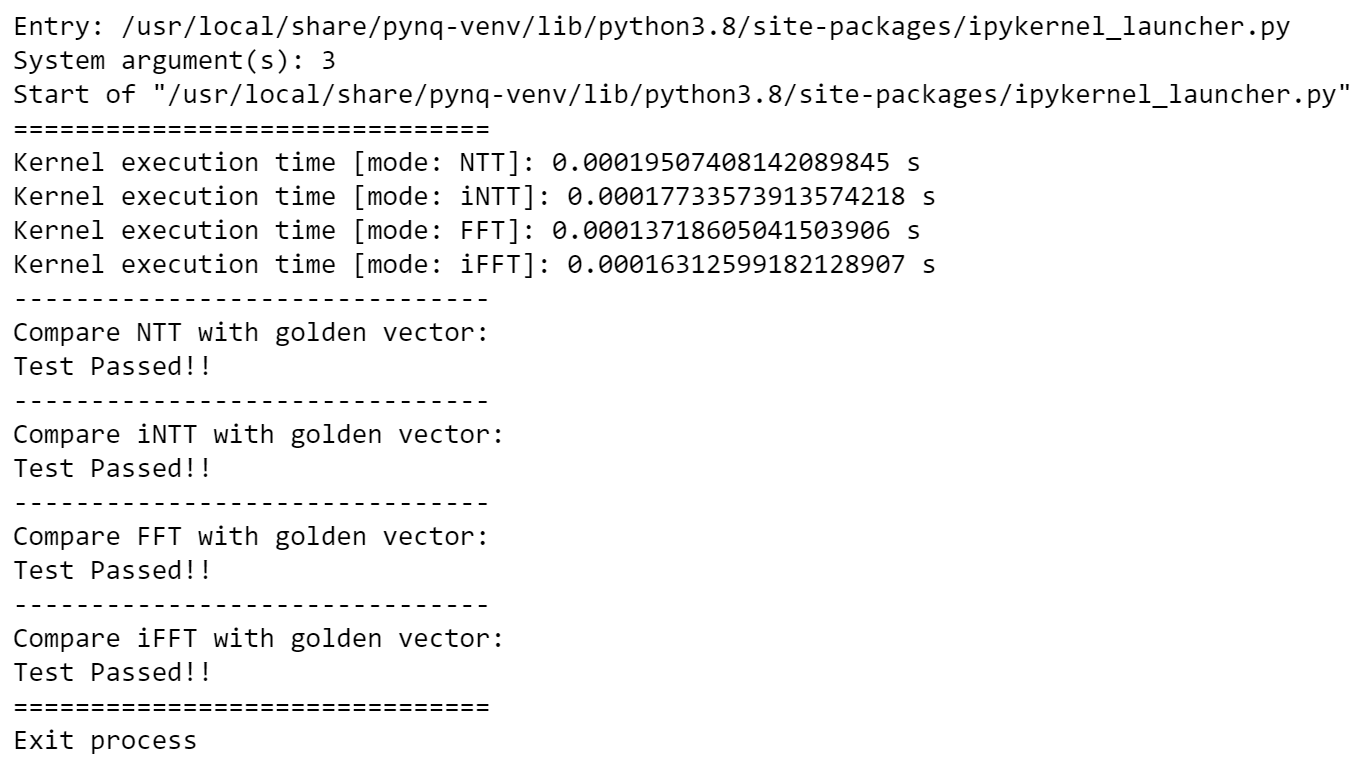 Entry: /usr/local/share/pynq-venv/lib/python3.8/site-packages/ipykernel_launcher.py
System argument(s): 3
Start of "/usr/local/share/pynq-venv/lib/python3.8/site-packages/ipykernel_launcher.py"
===============================
Kernel execution time [mode: NTT]: 0.00019507408142089845 s
Kernel execution time [mode: iNTT]: 0.00017733573913574218 s
Kernel execution time [mode: FFT]: 0.00013718605041503906 s
Kernel execution time [mode: iFFT]: 0.00016312599182128907 s
-------------------------------
Compare NTT with golden vector:
Test Passed!!
-------------------------------
Compare iNTT with golden vector:
Test Passed!!
-------------------------------
Compare FFT with golden vector:
Test Passed!!
-------------------------------
Compare iFFT with golden vector:
Test Passed!!
===============================
Exit process